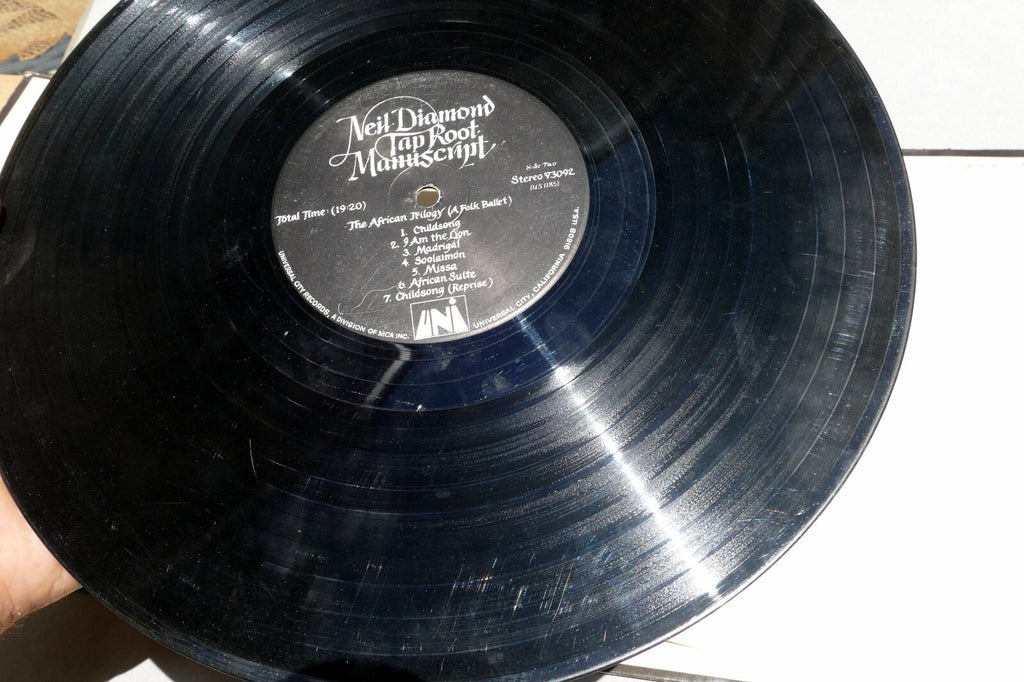 Neil Diamond
Tap Root
Manuscript
Side Two
Stereo 93092
(US 1185)
Total Time: (19:20)
The African Trilogy (A Folk Ballet)
1. Childsong
2. I Am the Lion
3. Madrigal
4. Soolaimón
5. Missa
6. African Suite
7. Childsong (Reprise)
UNI
UNIVERSAL CITY RECORDS, A DIVISION OF MCA INC. UNIVERSAL CITY, CALIFORNIA 91608 U.S.A.